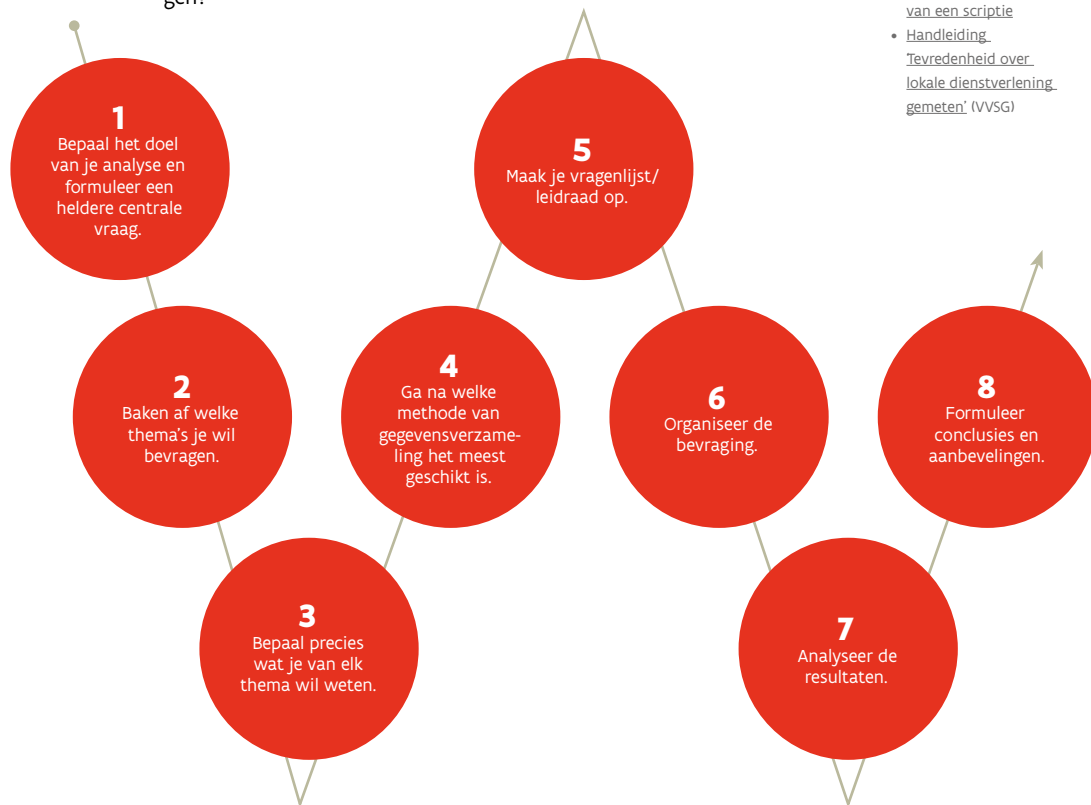 gen?
van een scriptie
• Handleiding
'Tevredenheid over
lokale dienstverlening
gemeten' (VVSG)
1
Bepaal het doel
van je analyse en
formuleer een
heldere centrale
vraag.
2
Baken af welke
thema's je wil
bevragen.
3
Bepaal precies
wat je van elk
thema wil weten.
4
Ga na welke
methode van
gegevensverzame-
ling het meest
geschikt is.
5
Maak je vragenlijst/
leidraad op.
6
Organiseer de
bevraging.
7
Analyseer de
resultaten.
8
Formuleer
conclusies en
aanbevelingen.